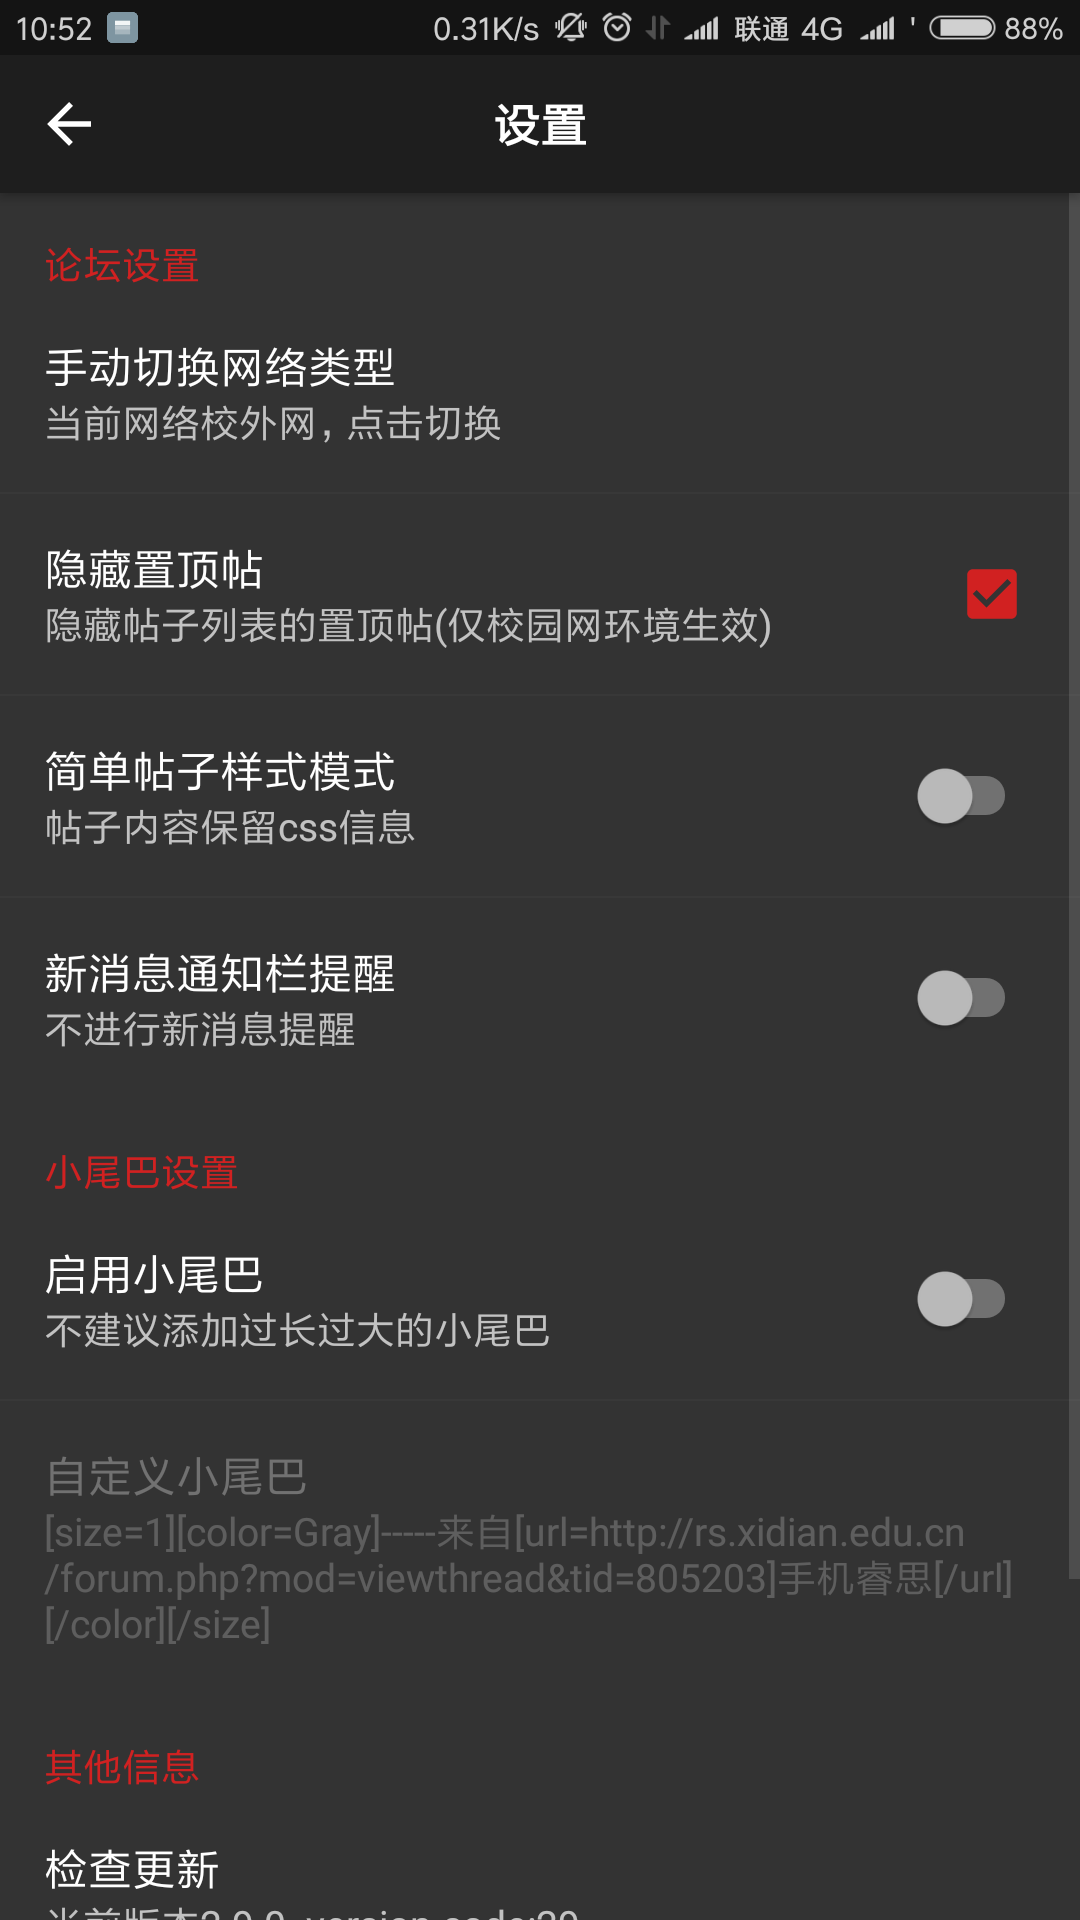 10:52 0.31K/s 联通 4G 88%
设置
论坛设置
手动切换网络类型
当前网络校外网，点击切换
隐藏置顶帖
隐藏帖子列表的置顶帖(仅校园网环境生效)
简单帖子样式模式
帖子内容保留css信息
新消息通知栏提醒
不进行新消息提醒
小尾巴设置
启用小尾巴
不建议添加过长过大的小尾巴
自定义小尾巴
[size=1][color=Gray]-----来自[url=http://rs.xidian.edu.cn
/forum.php?mod=viewthread&tid=805203]手机睿思[/url]
[/color][/size]
其他信息
检查更新